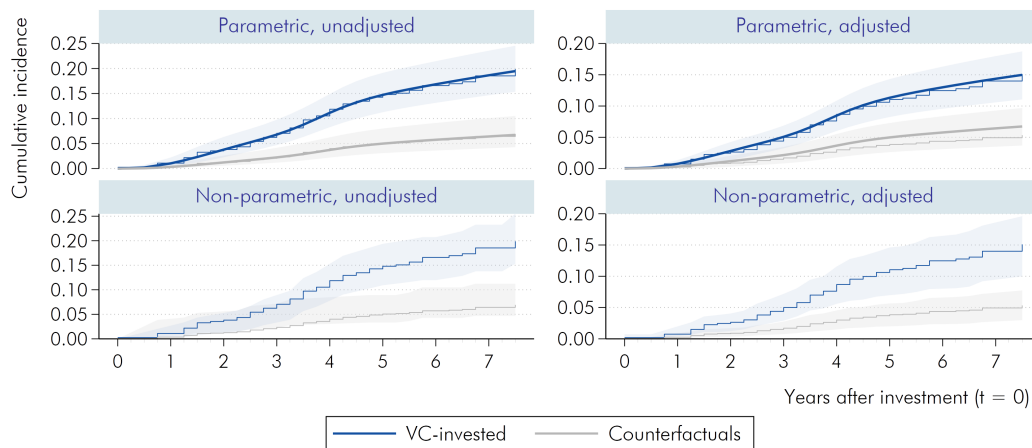 Parametric, unadjusted
Parametric, adjusted
Cumulative incidence
0.25
0.20
0.15
0.10
0.05
0.00
0.20
0.15
0.10
0.05
0.00
Non-parametric, unadjusted
Non-parametric, adjusted
0.25
0.20
0.15
0.10
0.05
0.00
0 1 2 3 4 5 6 7
0.20
0.15
0.10
0.05
0.00
0 1 2 3 4 5 6 7
Years after investment (t = 0)
VC-invested Counterfactuals